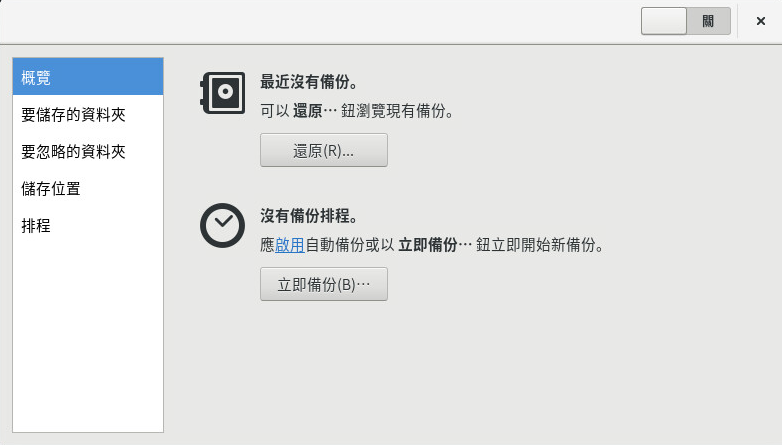 關
概覽
要儲存的資料夾
要忽略的資料夾
儲存位置
排程
最近沒有備份。
可以 還原⋯ 鈕瀏覽現有備份。
還原(R)...
沒有備份排程。
應啟用自動備份或以 立即備份⋯ 鈕立即開始新備份。
立即備份(B)⋯